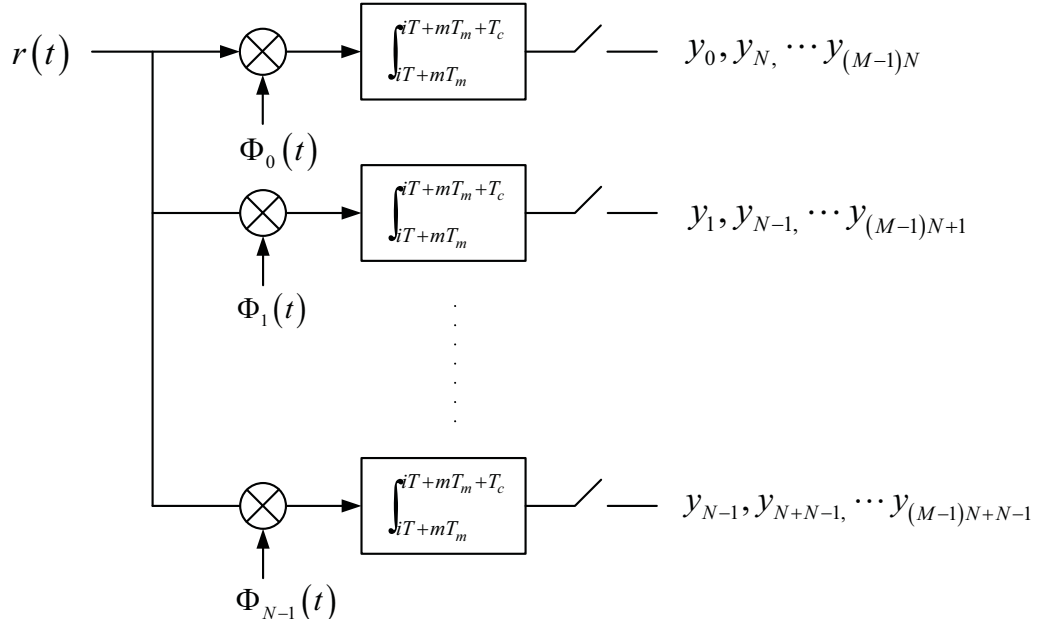 r(t)
∫_{iT+mT_m}^{iT+mT_m+T_c}
y_0, y_N, ⋯ y_{(M−1)N}
Φ_0(t)
∫_{iT+mT_m}^{iT+mT_m+T_c}
y_1, y_{N−1}, ⋯ y_{(M−1)N+1}
Φ_1(t)
∫_{iT+mT_m}^{iT+mT_m+T_c}
y_{N−1}, y_{N+N−1}, ⋯ y_{(M−1)N+N−1}
Φ_{N−1}(t)